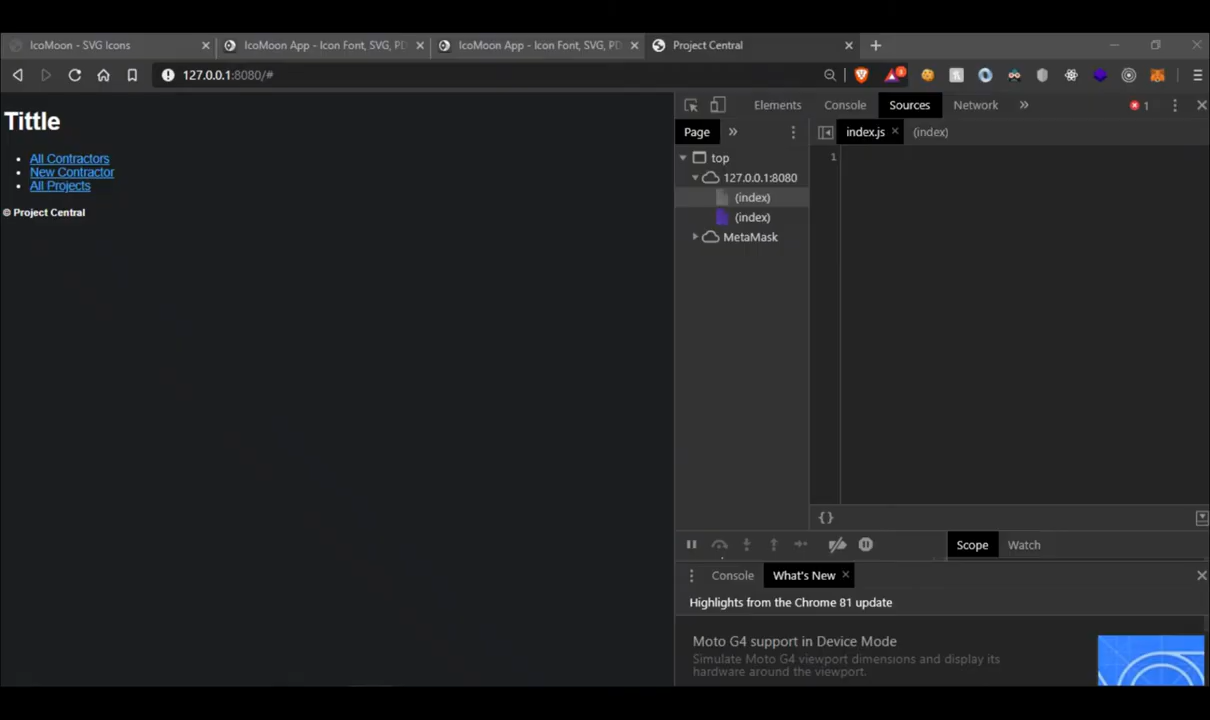 IcoMoon - SVG Icons
IcoMoon App - Icon Font, SVG, PD
IcoMoon App - Icon Font, SVG, PD
Project Central
127.0.0.1:8080/#
Tittle
All Contractors
New Contractor
All Projects
© Project Central
Elements
Console
Sources
Network
1
Page
index.js
(index)
top
127.0.0.1:8080
(index)
(index)
MetaMask
1
{}
Scope
Watch
Console
What's New
Highlights from the Chrome 81 update
Moto G4 support in Device Mode
Simulate Moto G4 viewport dimensions and display its
hardware around the viewport.